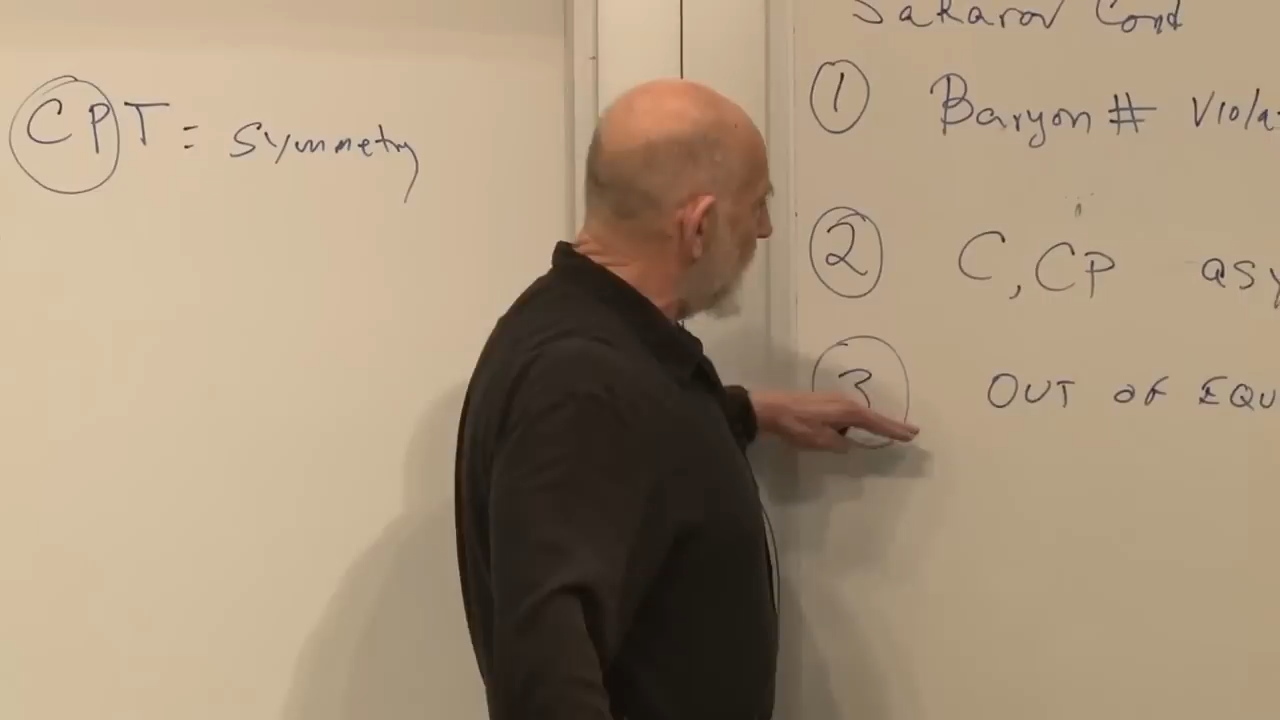 CPT = Symmetry
Sakarov Cond
① Baryon # Viola
② C, CP asy
③ OUT OF EQU